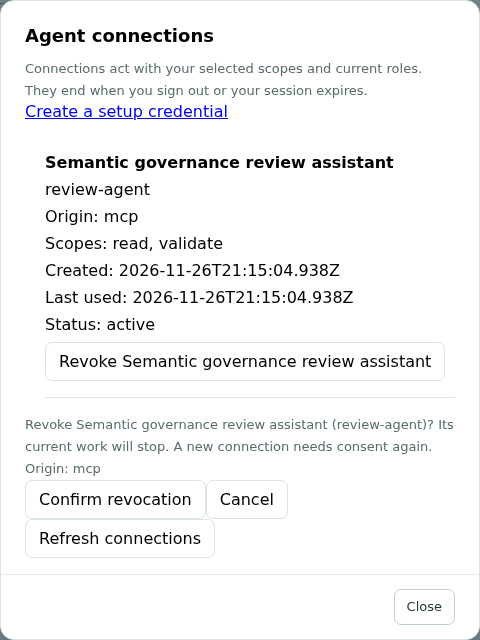 Agent connections
Connections act with your selected scopes and current roles.
They end when you sign out or your session expires.
Create a setup credential
Semantic governance review assistant
review-agent
Origin: mcp
Scopes: read, validate
Created: 2026-11-26T21:15:04.938Z
Last used: 2026-11-26T21:15:04.938Z
Status: active
Revoke Semantic governance review assistant
Revoke Semantic governance review assistant (review-agent)? Its
current work will stop. A new connection needs consent again.
Origin: mcp
Confirm revocation Cancel
Refresh connections
Close